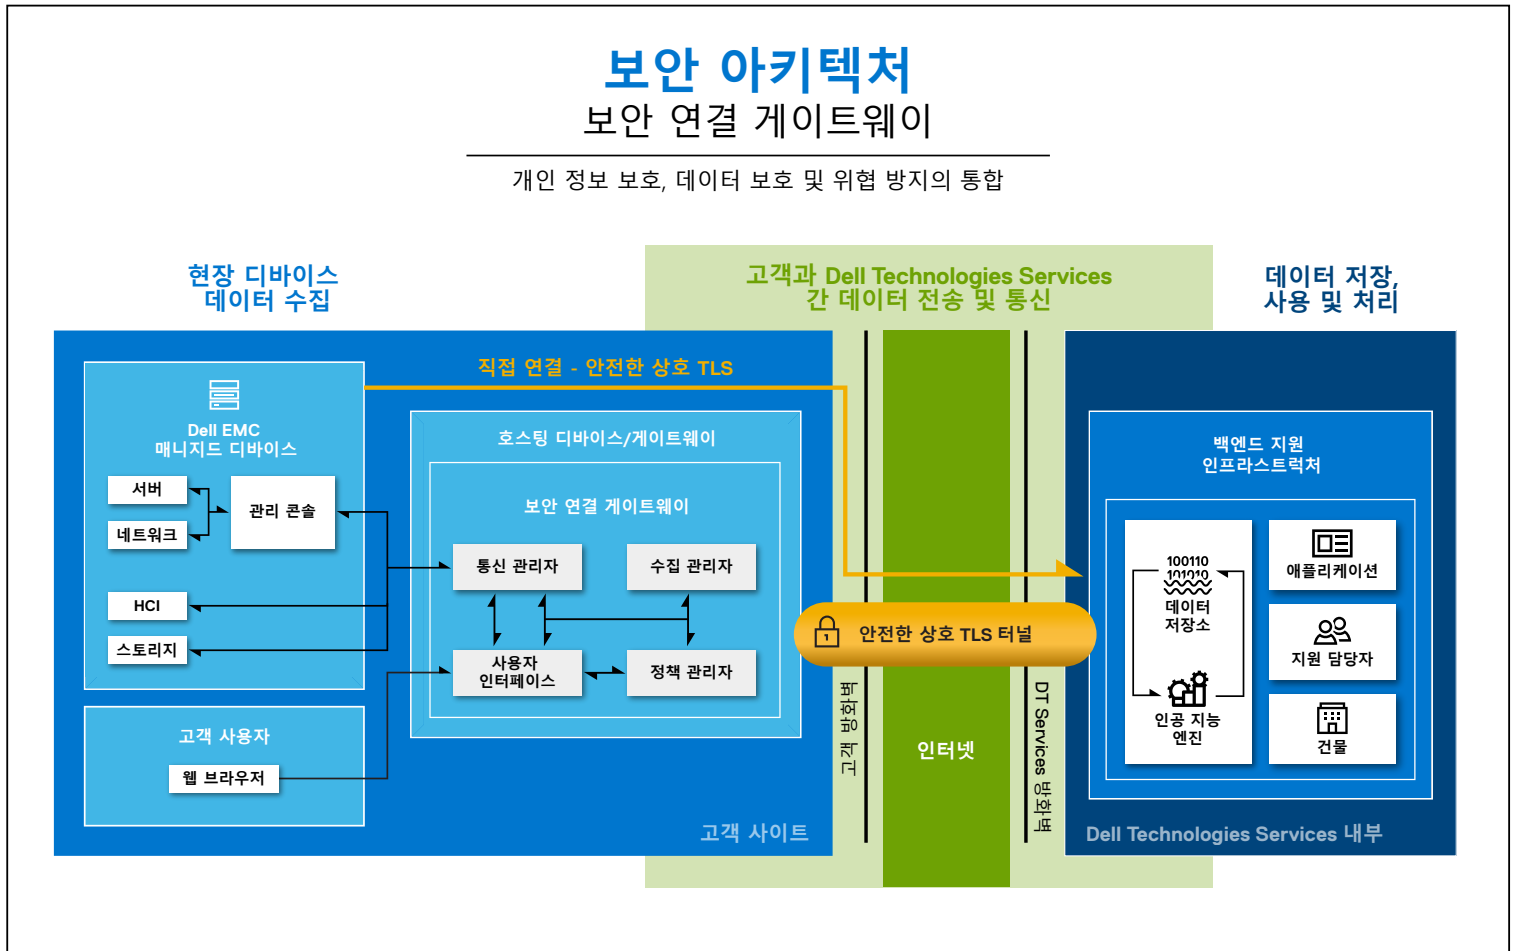 보안 아키텍처
보안 연결 게이트웨이
개인 정보 보호, 데이터 보호 및 위협 방지의 통합
현장 디바이스
데이터 수집
고객과 Dell Technologies Services
간 데이터 전송 및 통신
데이터 저장,
사용 및 처리
직접 연결 - 안전한 상호 TLS
Dell EMC
매니지드 디바이스
서버
네트워크
관리 콘솔
HCI
스토리지
고객 사용자
웹 브라우저
호스팅 디바이스/게이트웨이
보안 연결 게이트웨이
통신 관리자
수집 관리자
사용자
인터페이스
정책 관리자
고객 사이트
안전한 상호 TLS 터널
고객 방화벽
인터넷
DT Services 방화벽
백엔드 지원
인프라스트럭처
100110
101010
데이터
저장소
인공 지능
엔진
애플리케이션
지원 담당자
건물
Dell Technologies Services 내부